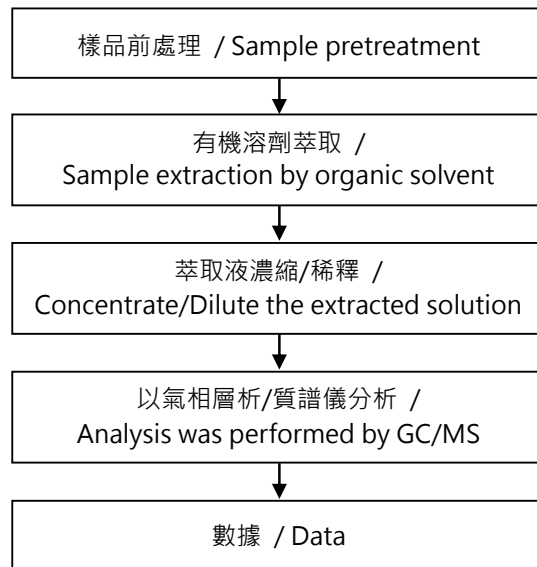 樣品前處理 / Sample pretreatment
有機溶劑萃取 /
Sample extraction by organic solvent
萃取液濃縮/稀釋 /
Concentrate/Dilute the extracted solution
以氣相層析/質譜儀分析 /
Analysis was performed by GC/MS
數據 / Data